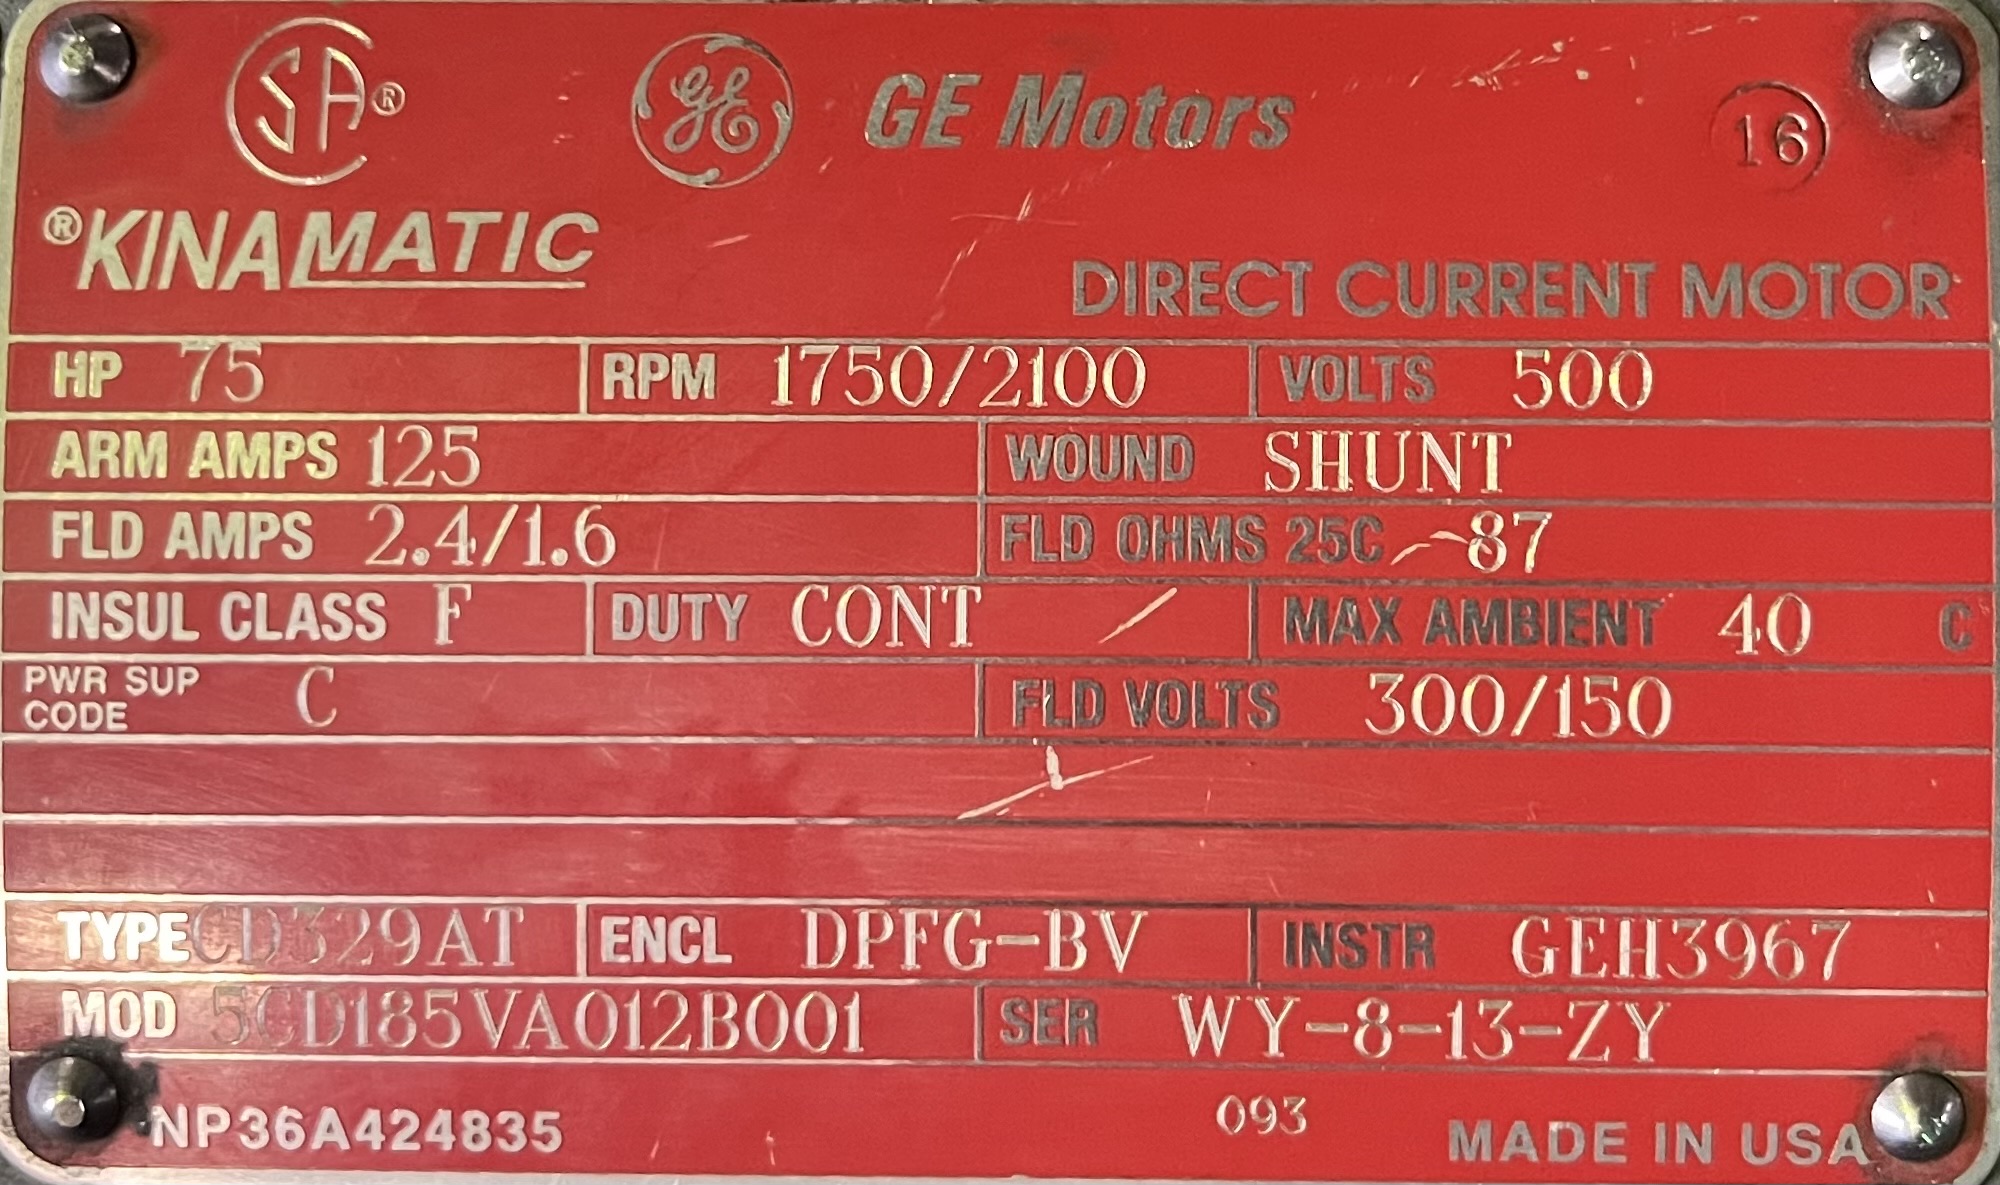 SA® GE GE Motors 16
®KINAMATIC
DIRECT CURRENT MOTOR
HP 75 RPM 1750/2100 VOLTS 500
ARM AMPS 125 WOUND SHUNT
FLD AMPS 2.4/1.6 FLD OHMS 25C 87
INSUL CLASS F DUTY CONT MAX AMBIENT 40 C
PWR SUP CODE C FLD VOLTS 300/150
TYPE CD329AT ENCL DPFG-BV INSTR GEH3967
MOD 5CD185VA012B001 SER WY-8-13-ZY
NP36A424835 093 MADE IN USA